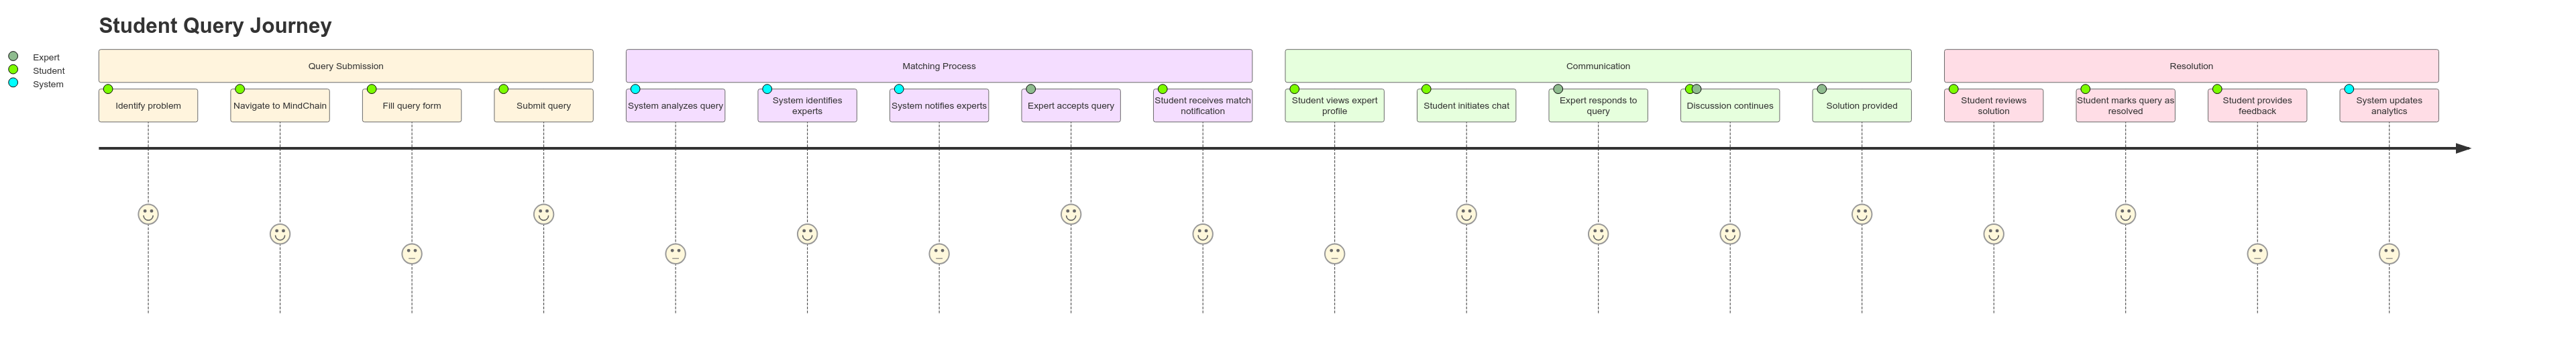 Student Query Journey
Expert
Student
System
Query Submission
Identify problem
Navigate to MindChain
Fill query form
Submit query
Matching Process
System analyzes query
System identifies
experts
System notifies experts
Expert accepts query
Student receives match
notification
Communication
Student views expert
profile
Student initiates chat
Expert responds to
query
Discussion continues
Solution provided
Resolution
Student reviews
solution
Student marks query as
resolved
Student provides
feedback
System updates
analytics